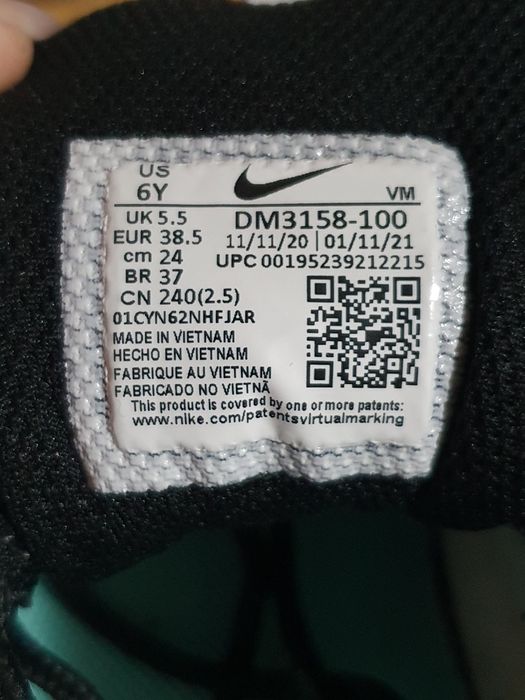 US
6Y
VM
UK 5.5
EUR 38.5
cm 24
BR 37
CN 240(2.5)
DM3158-100
11/11/20 | 01/11/21
UPC 00195239212215
01CYN62NHFJAR
MADE IN VIETNAM
HECHO EN VIETNAM
FABRIQUE AU VIETNAM
FABRICADO NO VIETNÃ
This product is covered by one or more patents:
www.nike.com/patentsvirtualmarking